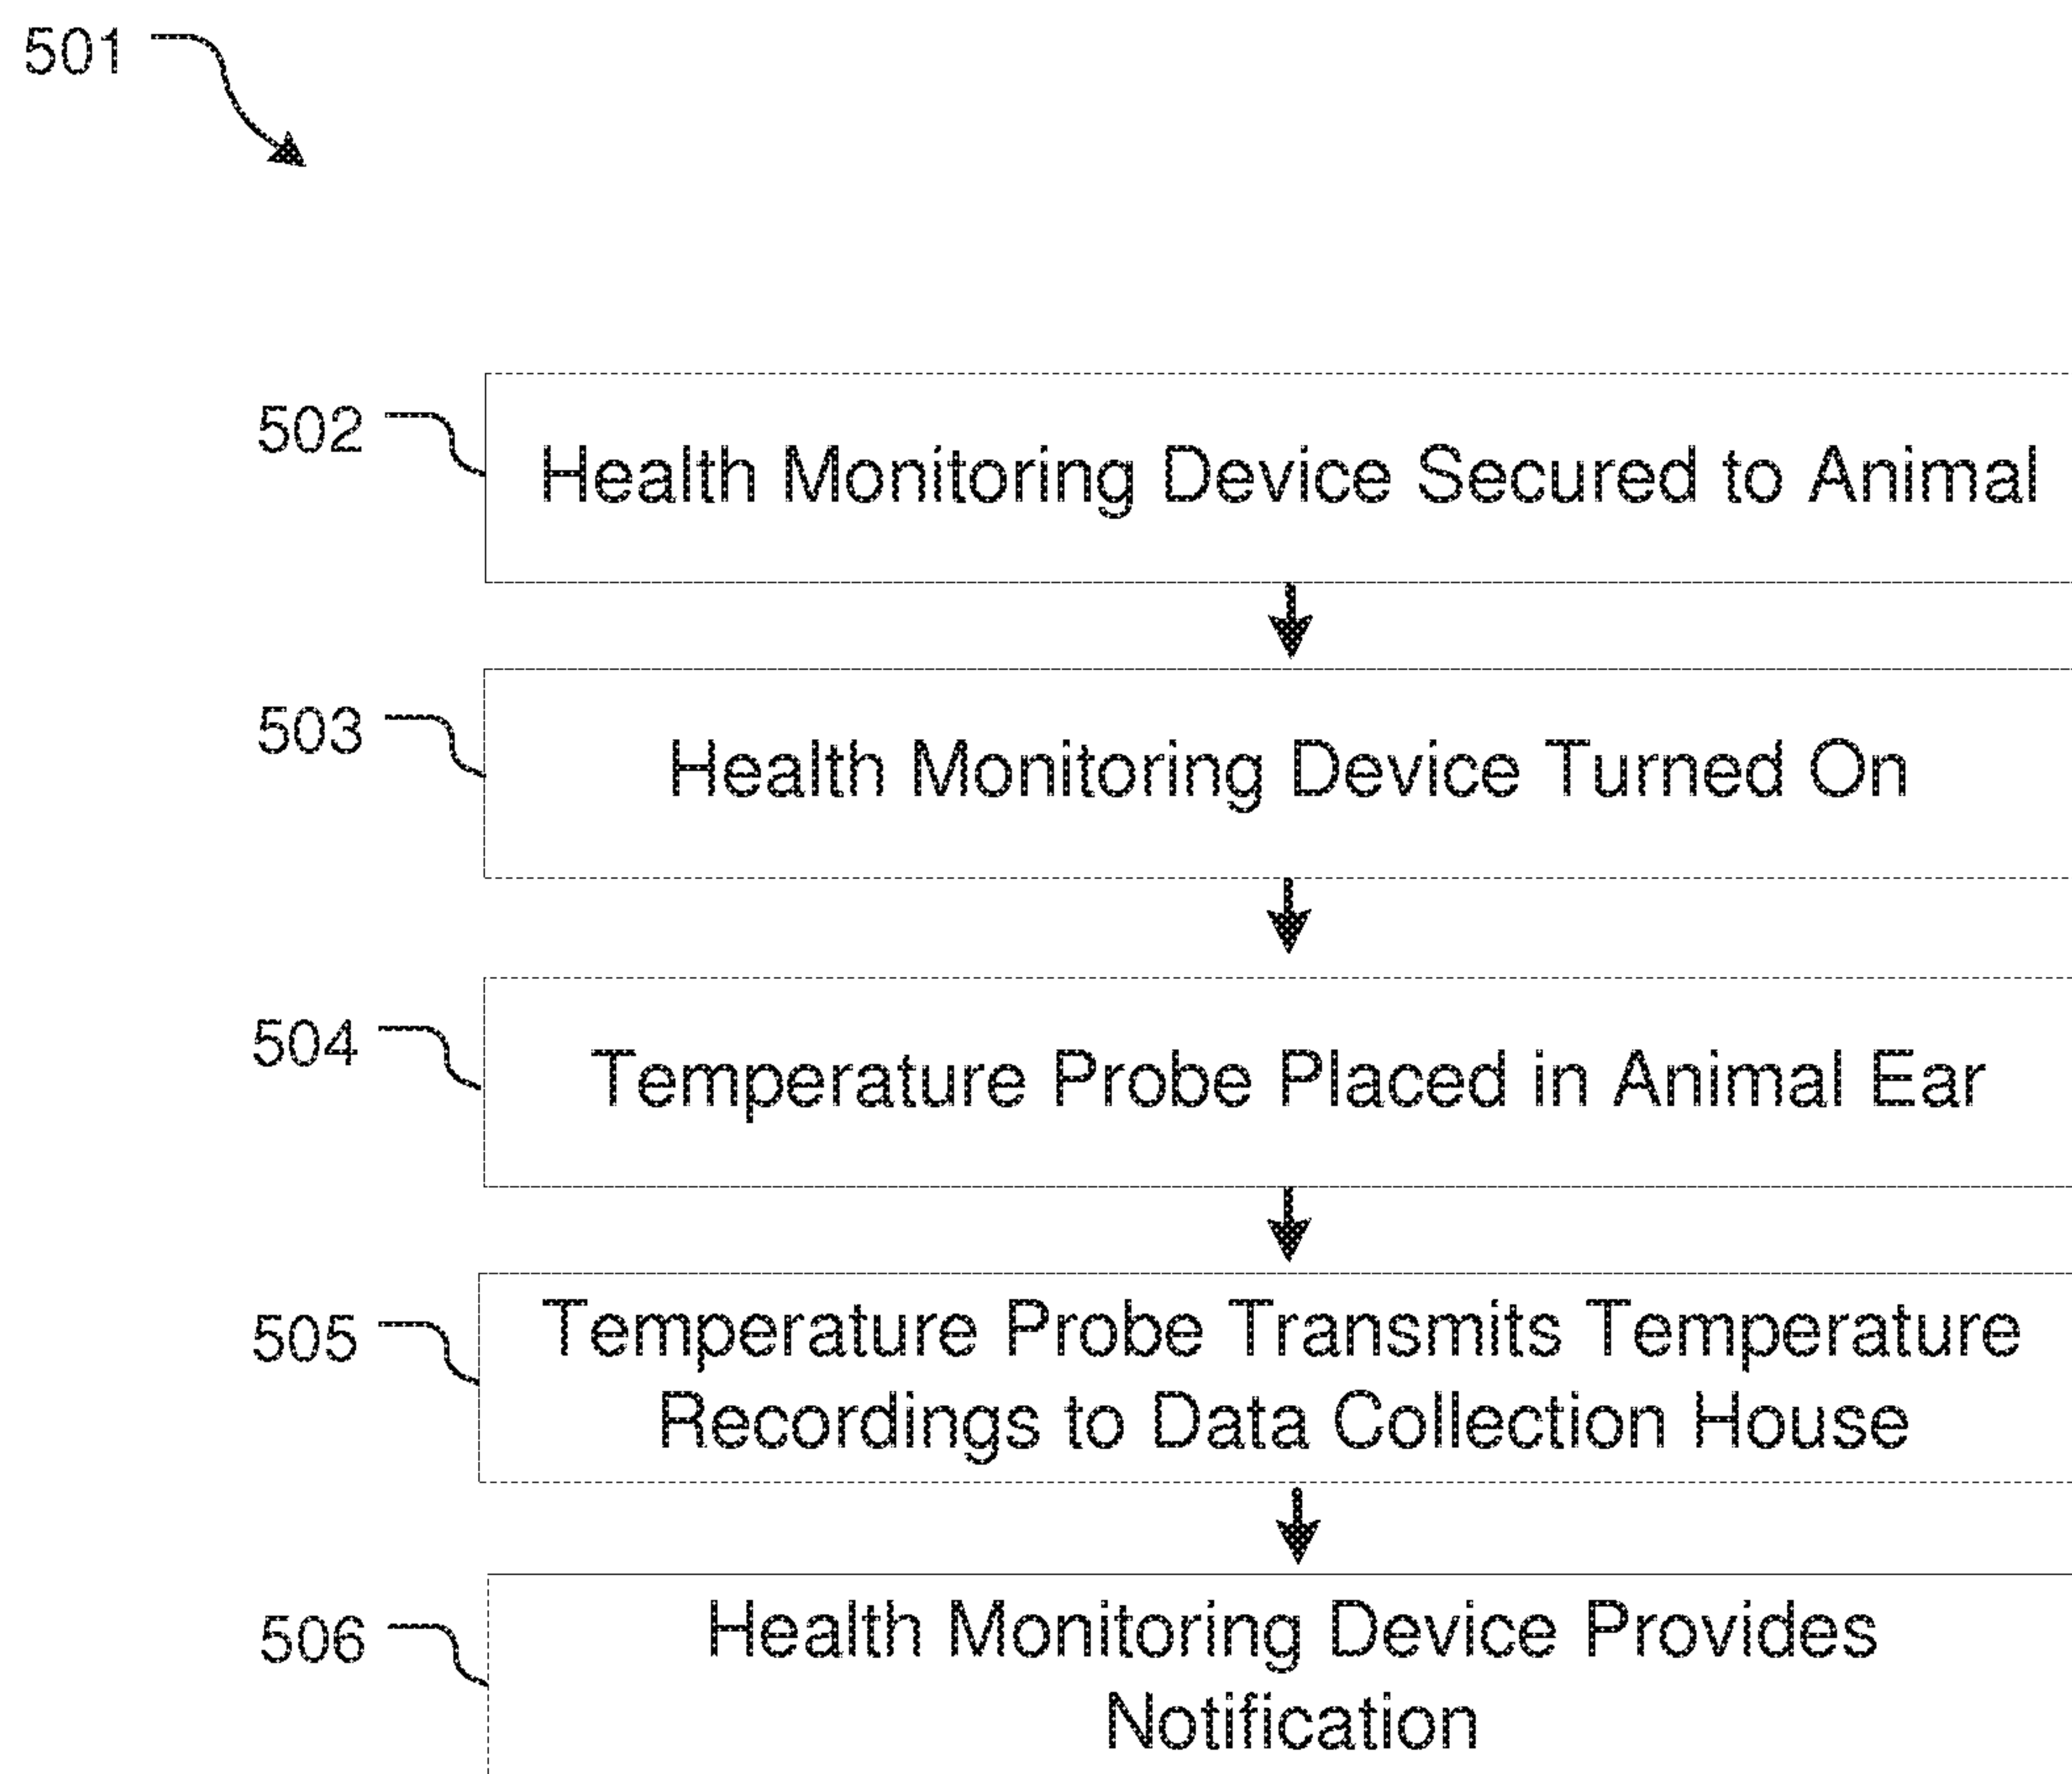 501
502
Health Monitoring Device Secured to Animal
503
Health Monitoring Device Turned On
504
Temperature Probe Placed in Animal Ear
505
Temperature Probe Transmits Temperature
Recordings to Data Collection House
506
Health Monitoring Device Provides
Notification